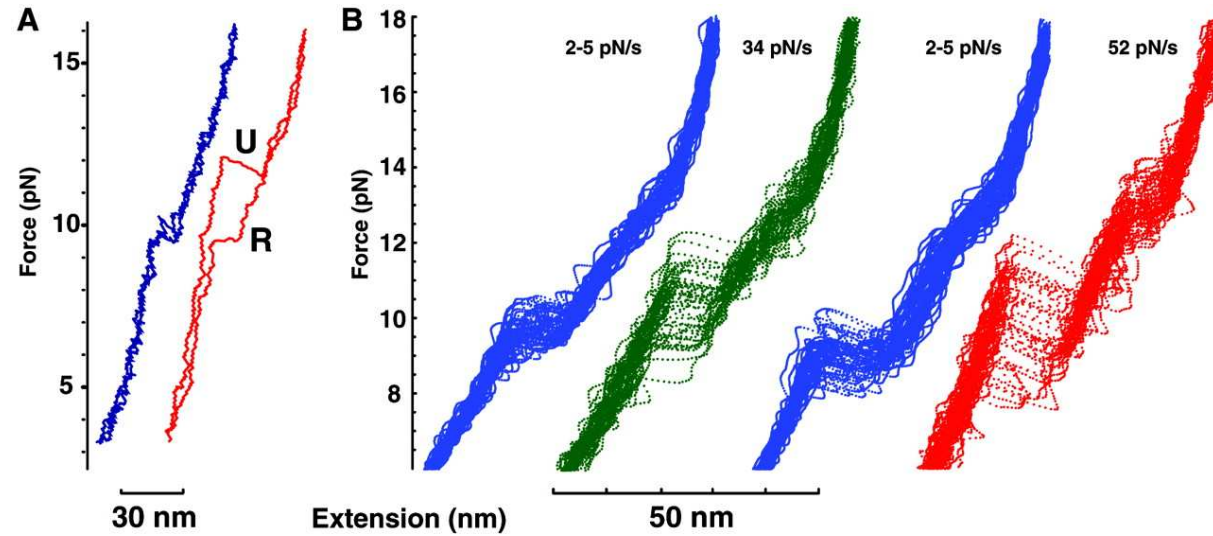 A
Force (pN)
15
10
5
U
R
30 nm
B
Force (pN)
18
16
14
12
10
8
2-5 pN/s
34 pN/s
2-5 pN/s
52 pN/s
Extension (nm)
50 nm